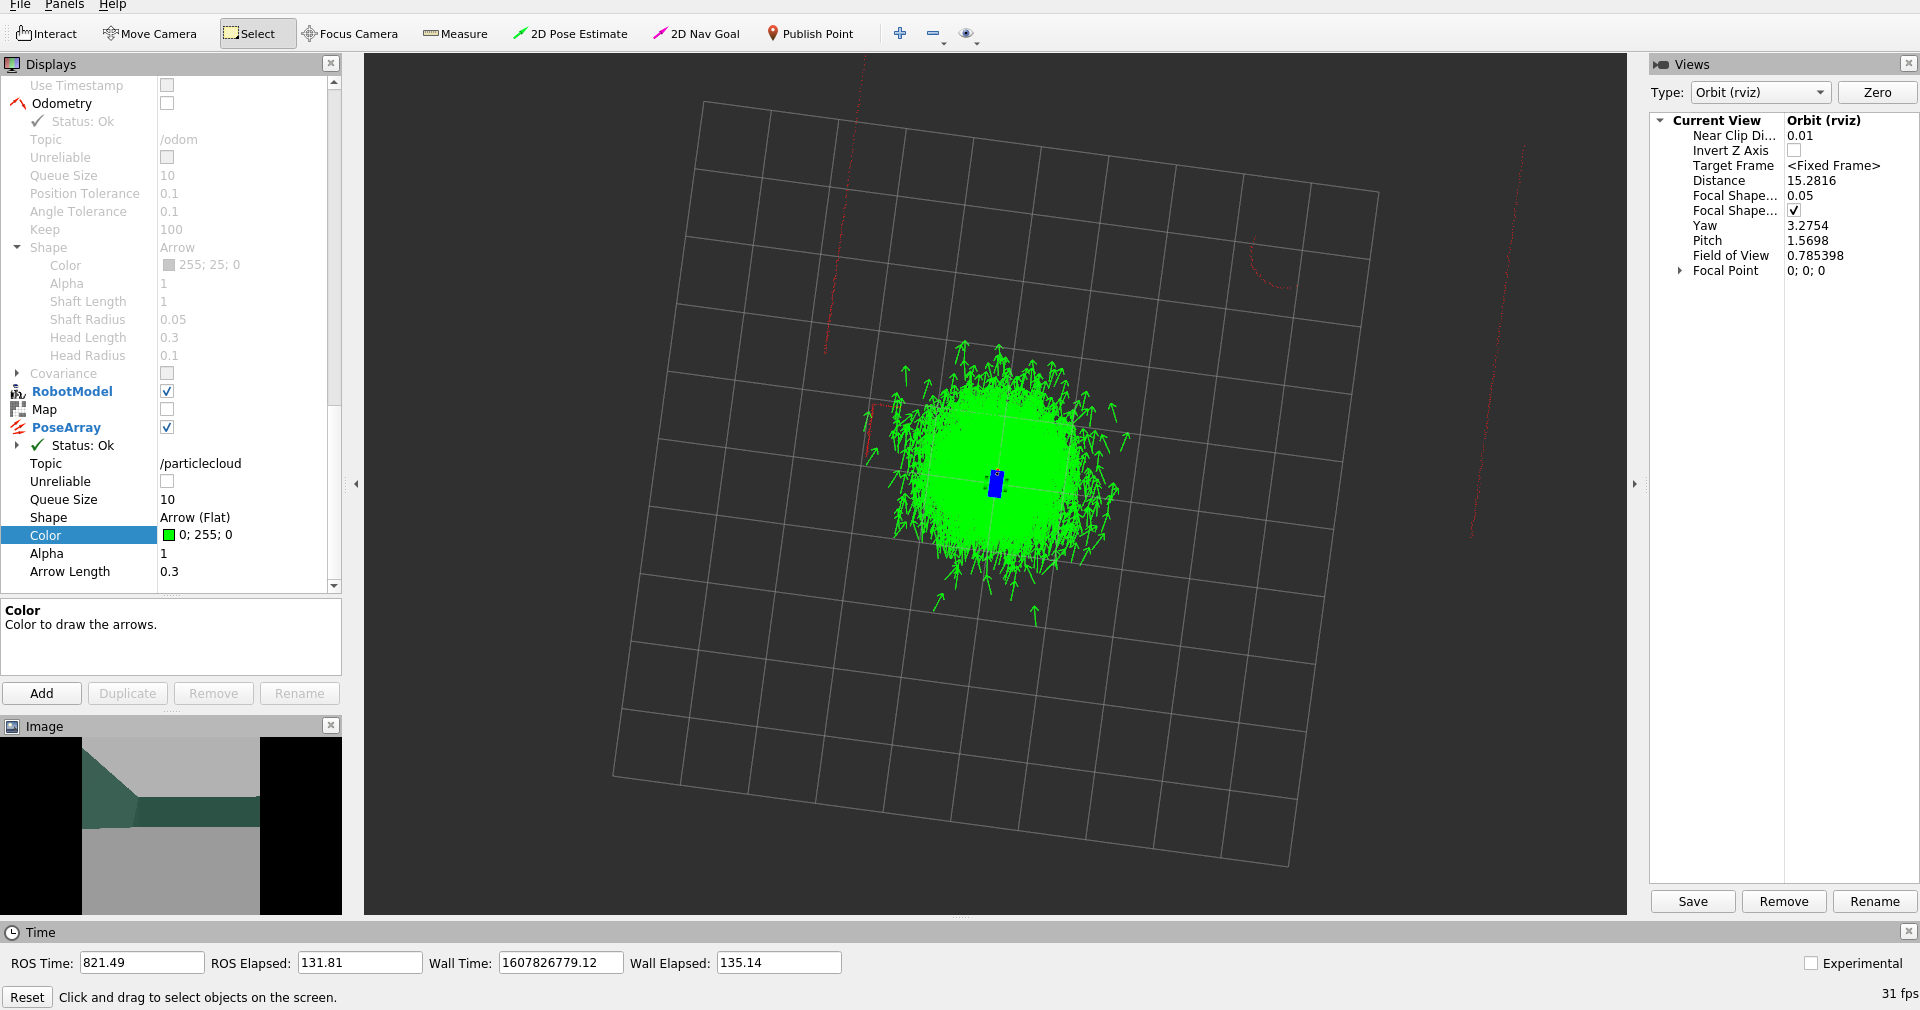 File Panels Help
Interact Move Camera Select Focus Camera Measure 2D Pose Estimate 2D Nav Goal Publish Point
Displays
Use Timestamp
Odometry
Status: Ok
Topic /odom
Unreliable
Queue Size 10
Position Tolerance 0.1
Angle Tolerance 0.1
Keep 100
Shape Arrow
Color 255; 25; 0
Alpha 1
Shaft Length 1
Shaft Radius 0.05
Head Length 0.3
Head Radius 0.1
Covariance
RobotModel
Map
PoseArray
Status: Ok
Topic /particlecloud
Unreliable
Queue Size 10
Shape Arrow (Flat)
Color 0; 255; 0
Alpha 1
Arrow Length 0.3
Color
Color to draw the arrows.
Add Duplicate Remove Rename
Image
Views
Type: Orbit (rviz) Zero
Current View Orbit (rviz)
Near Clip Di... 0.01
Invert Z Axis
Target Frame <Fixed Frame>
Distance 15.2816
Focal Shape... 0.05
Focal Shape...
Yaw 3.2754
Pitch 1.5698
Field of View 0.785398
Focal Point 0; 0; 0
Save Remove Rename
Time
ROS Time: 821.49 ROS Elapsed: 131.81 Wall Time: 1607826779.12 Wall Elapsed: 135.14 Experimental
Reset Click and drag to select objects on the screen. 31 fps